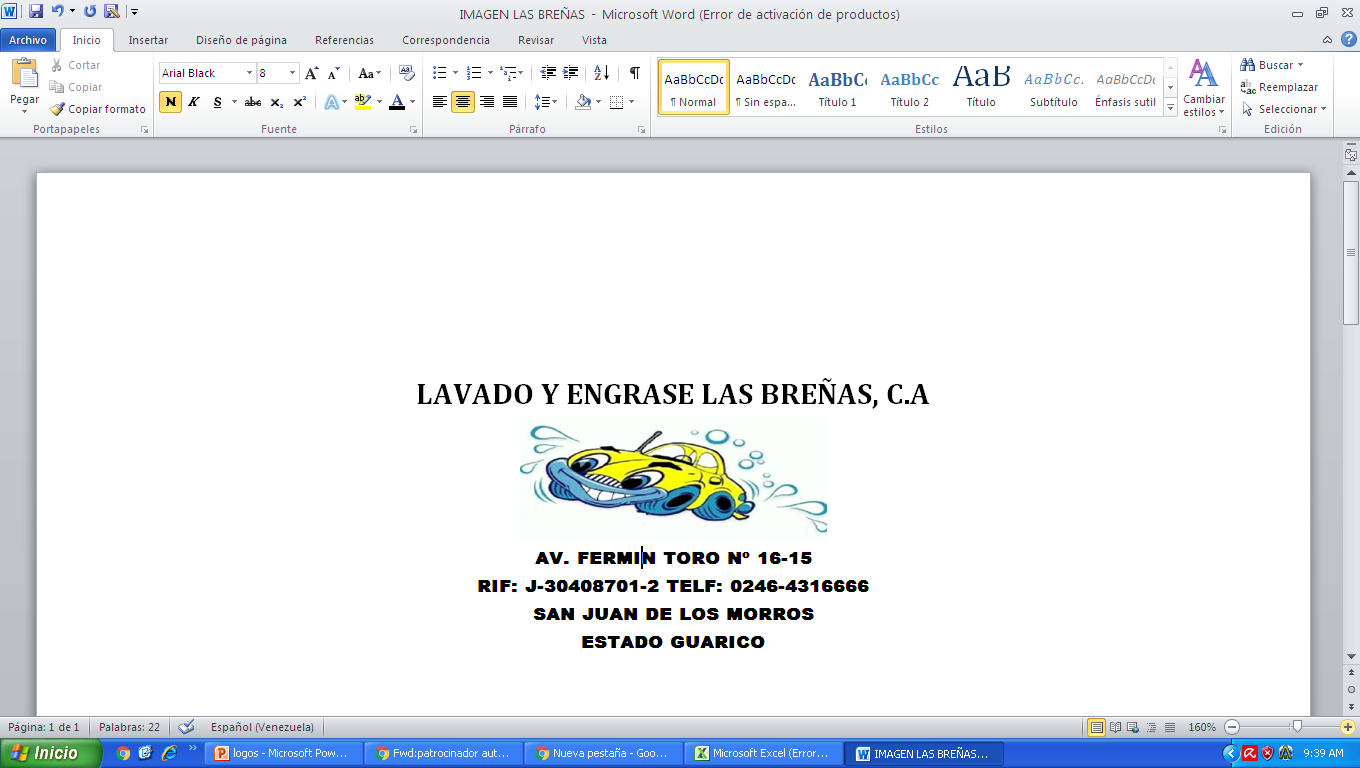 IMAGEN LAS BREÑAS - Microsoft Word (Error de activación de productos)
Archivo Inicio Insertar Diseño de página Referencias Correspondencia Revisar Vista
Pegar
Cortar
Copiar
Copiar formato
Portapapeles
Arial Black 8
Fuente
Párrafo
AaBbCcDc AaBbCcDc AaBbC AaBbCc AaB AaBbCc. AaBbCcDc
¶ Normal ¶ Sin espa... Título 1 Título 2 Título Subtítulo Énfasis sutil
Cambiar estilos
Estilos
Buscar
Reemplazar
Seleccionar
Edición
LAVADO Y ENGRASE LAS BREÑAS, C.A
AV. FERMIN TORO Nº 16-15
RIF: J-30408701-2 TELF: 0246-4316666
SAN JUAN DE LOS MORROS
ESTADO GUARICO
Página: 1 de 1 Palabras: 22 Español (Venezuela) 160%
Inicio logos - Microsoft Pow... Fwd:patrocinador aut... Nueva pestaña - Goo... Microsoft Excel (Error... IMAGEN LAS BREÑAS... 9:39 AM